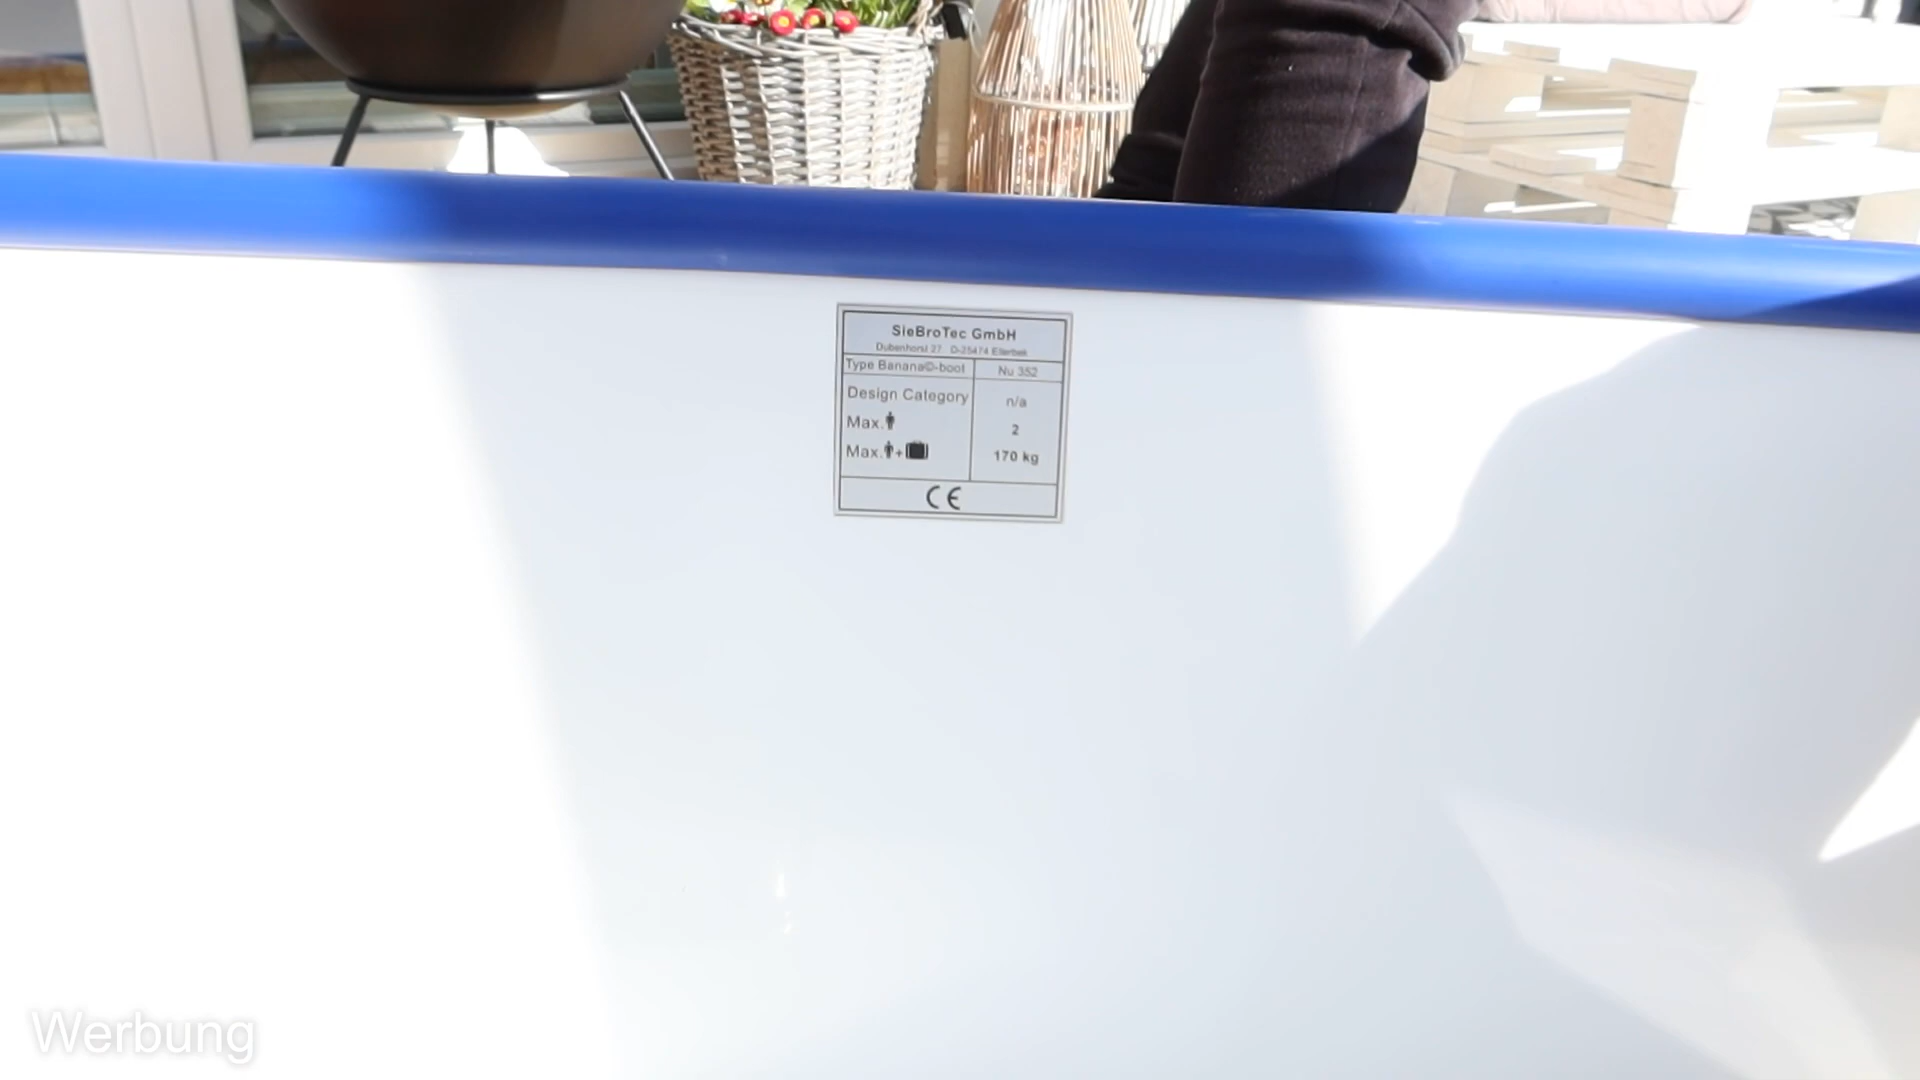 SieBroTec GmbH
Dubenhorst 27 D-25474 Ellerbek
Type Banana©-boot Nu 352
Design Category n/a
Max. 2
Max. + 170 kg
CE
Werbung